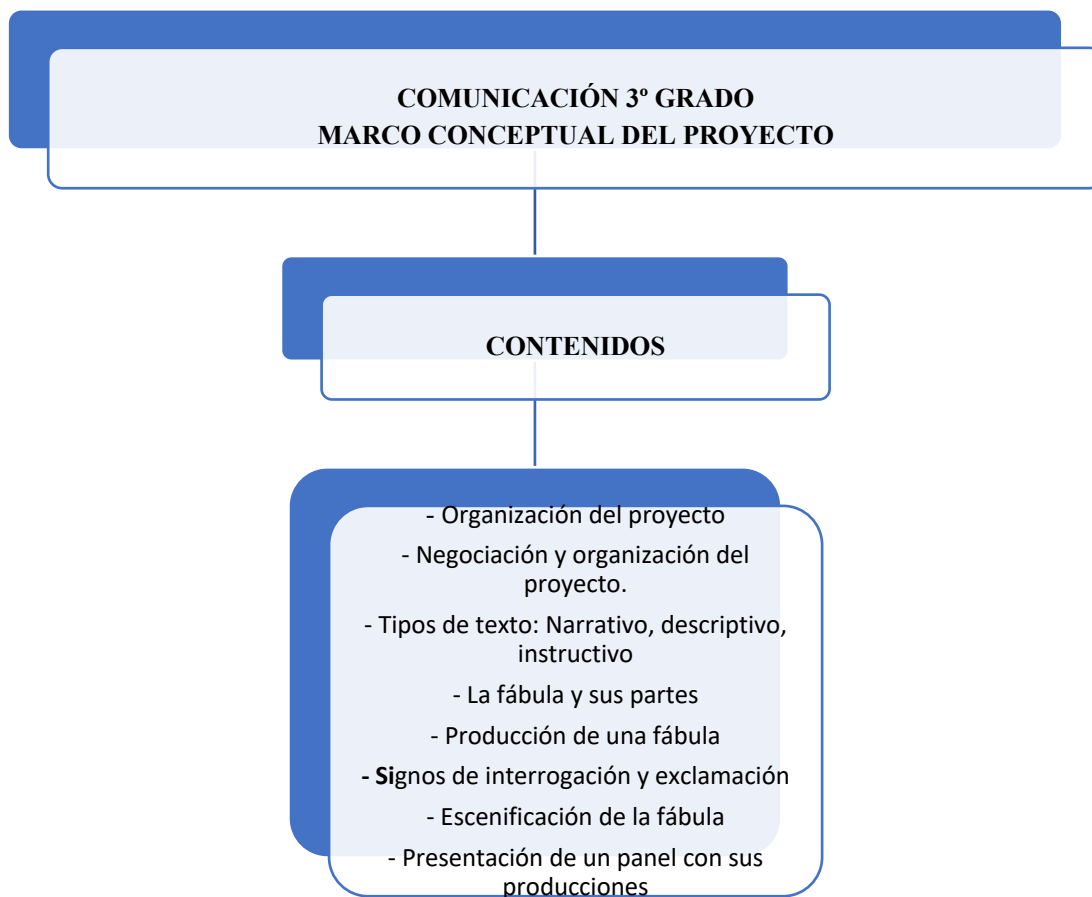 COMUNICACIÓN 3º GRADO
MARCO CONCEPTUAL DEL PROYECTO
CONTENIDOS
- Organización del proyecto
- Negociación y organización del
proyecto.
- Tipos de texto: Narrativo, descriptivo,
instructivo
- La fábula y sus partes
- Producción de una fábula
- Signos de interrogación y exclamación
- Escenificación de la fábula
- Presentación de un panel con sus
producciones